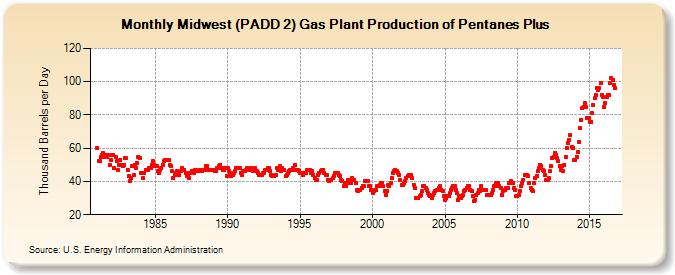 Monthly Midwest (PADD 2) Gas Plant Production of Pentanes Plus
Thousand Barrels per Day
120
100
80
60
40
20
1985 1990 1995 2000 2005 2010 2015
Source: U.S. Energy Information Administration